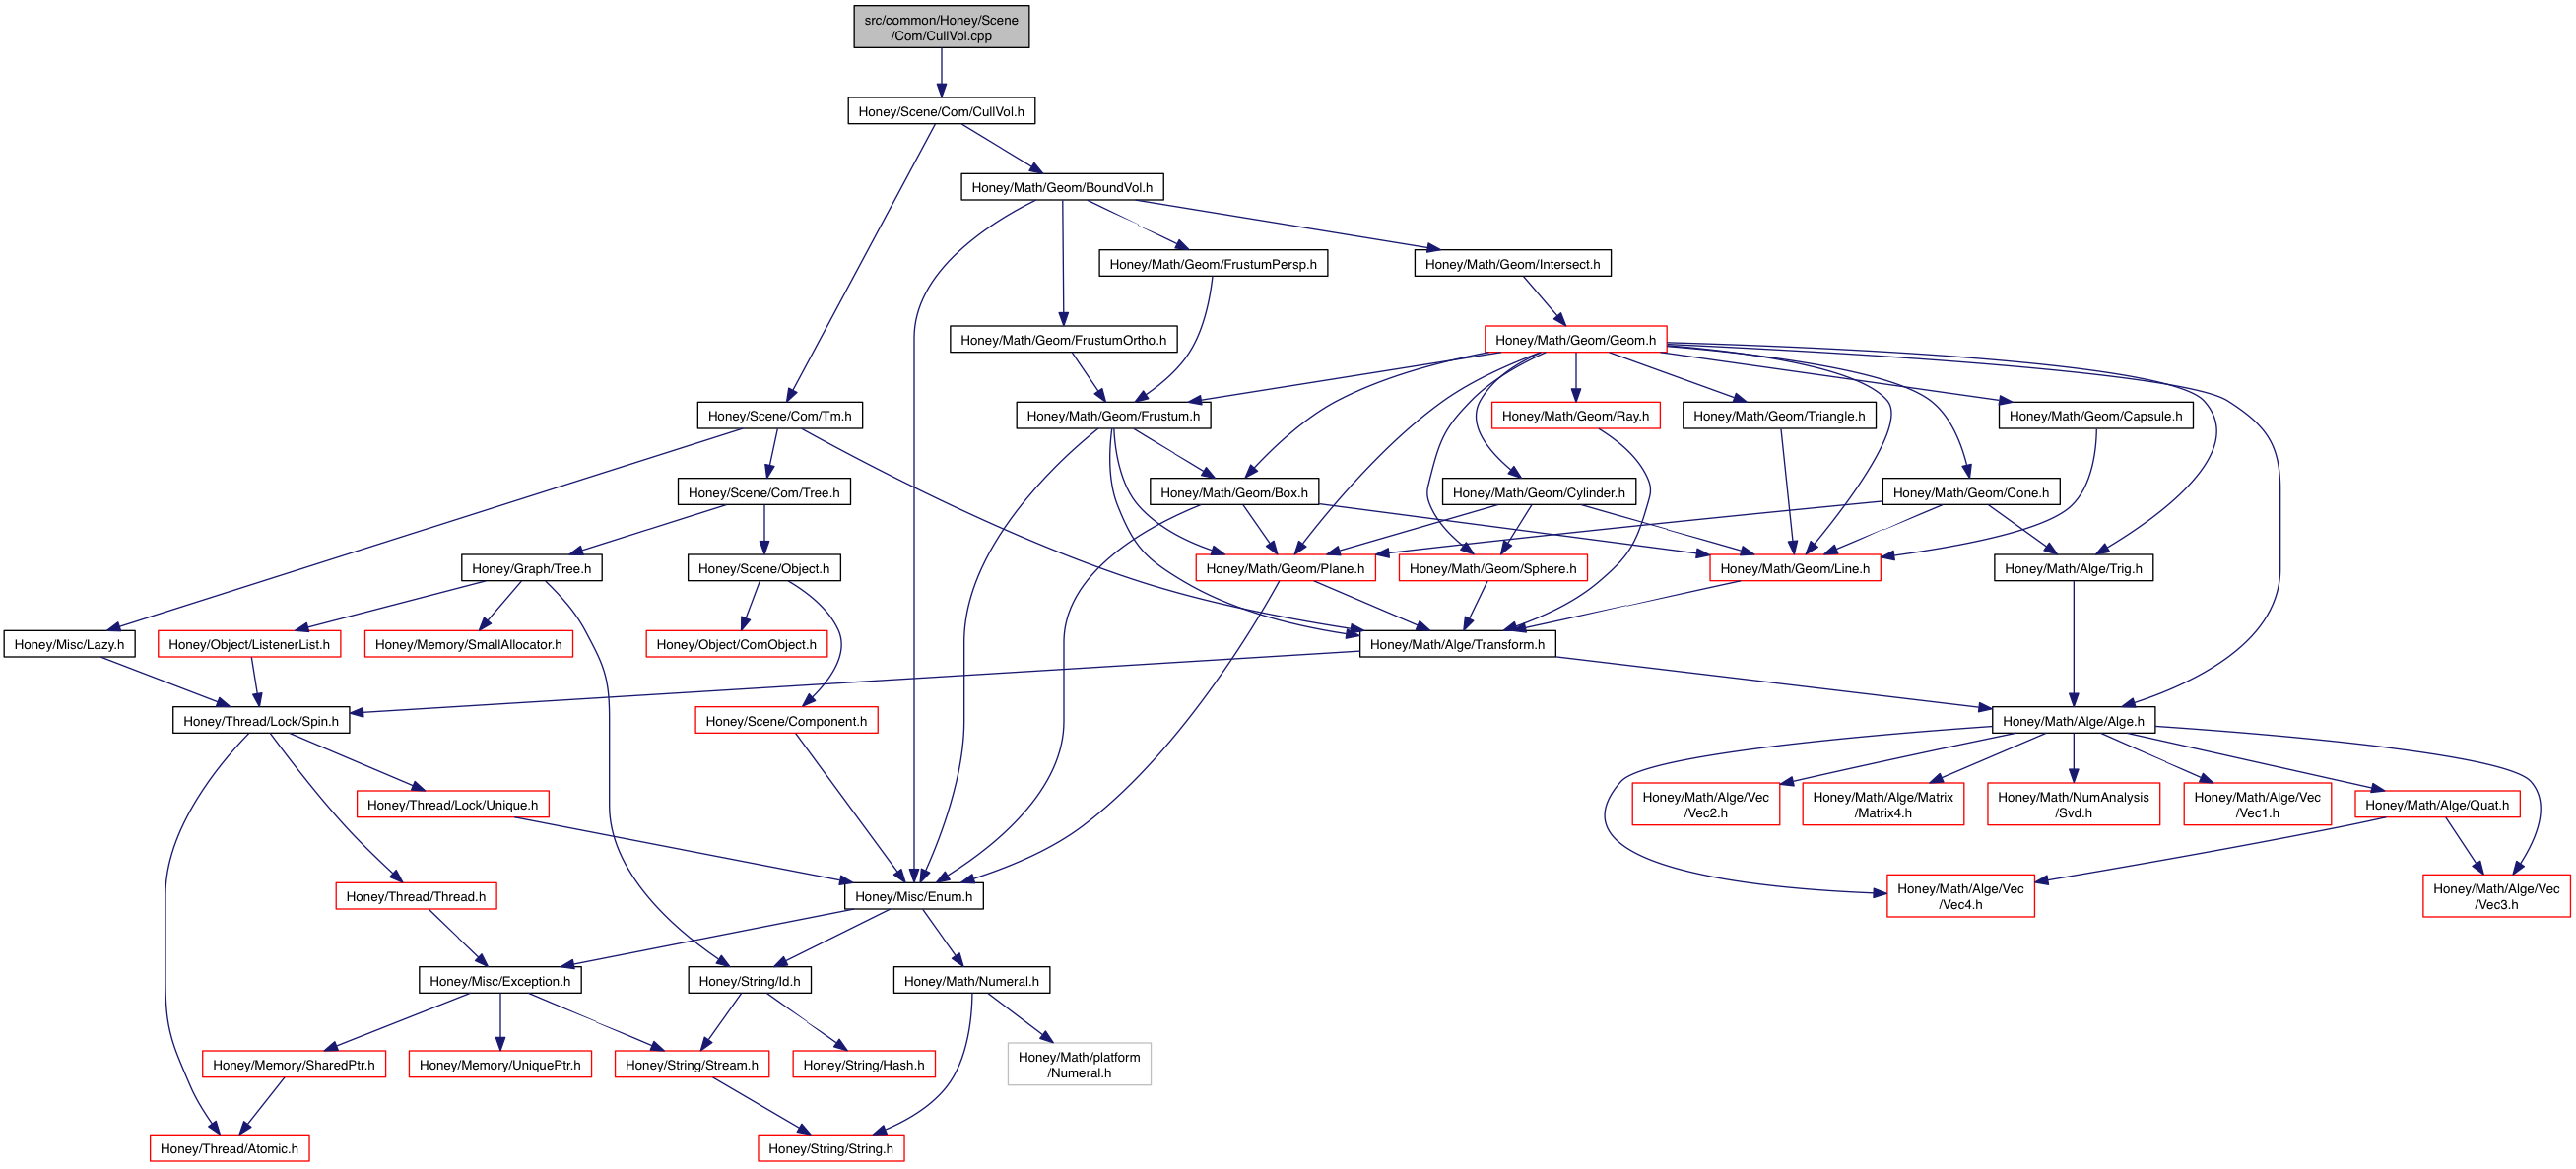 src/common/Honey/Scene
/Com/CullVol.cpp
Honey/Scene/Com/CullVol.h
Honey/Math/Geom/BoundVol.h
Honey/Math/Geom/FrustumPersp.h
Honey/Math/Geom/Intersect.h
Honey/Math/Geom/FrustumOrtho.h
Honey/Math/Geom/Geom.h
Honey/Scene/Com/Tm.h
Honey/Math/Geom/Frustum.h
Honey/Math/Geom/Ray.h
Honey/Math/Geom/Triangle.h
Honey/Math/Geom/Capsule.h
Honey/Scene/Com/Tree.h
Honey/Math/Geom/Box.h
Honey/Math/Geom/Cylinder.h
Honey/Math/Geom/Cone.h
Honey/Graph/Tree.h
Honey/Scene/Object.h
Honey/Math/Geom/Plane.h
Honey/Math/Geom/Sphere.h
Honey/Math/Geom/Line.h
Honey/Math/Alge/Trig.h
Honey/Misc/Lazy.h
Honey/Object/ListenerList.h
Honey/Memory/SmallAllocator.h
Honey/Object/ComObject.h
Honey/Math/Alge/Transform.h
Honey/Thread/Lock/Spin.h
Honey/Scene/Component.h
Honey/Math/Alge/Alge.h
Honey/Thread/Lock/Unique.h
Honey/Math/Alge/Vec
/Vec2.h
Honey/Math/Alge/Matrix
/Matrix4.h
Honey/Math/NumAnalysis
/Svd.h
Honey/Math/Alge/Vec
/Vec1.h
Honey/Math/Alge/Quat.h
Honey/Thread/Thread.h
Honey/Misc/Enum.h
Honey/Math/Alge/Vec
/Vec4.h
Honey/Math/Alge/Vec
/Vec3.h
Honey/Misc/Exception.h
Honey/String/Id.h
Honey/Math/Numeral.h
Honey/Memory/SharedPtr.h
Honey/Memory/UniquePtr.h
Honey/String/Stream.h
Honey/String/Hash.h
Honey/Math/platform
/Numeral.h
Honey/Thread/Atomic.h
Honey/String/String.h